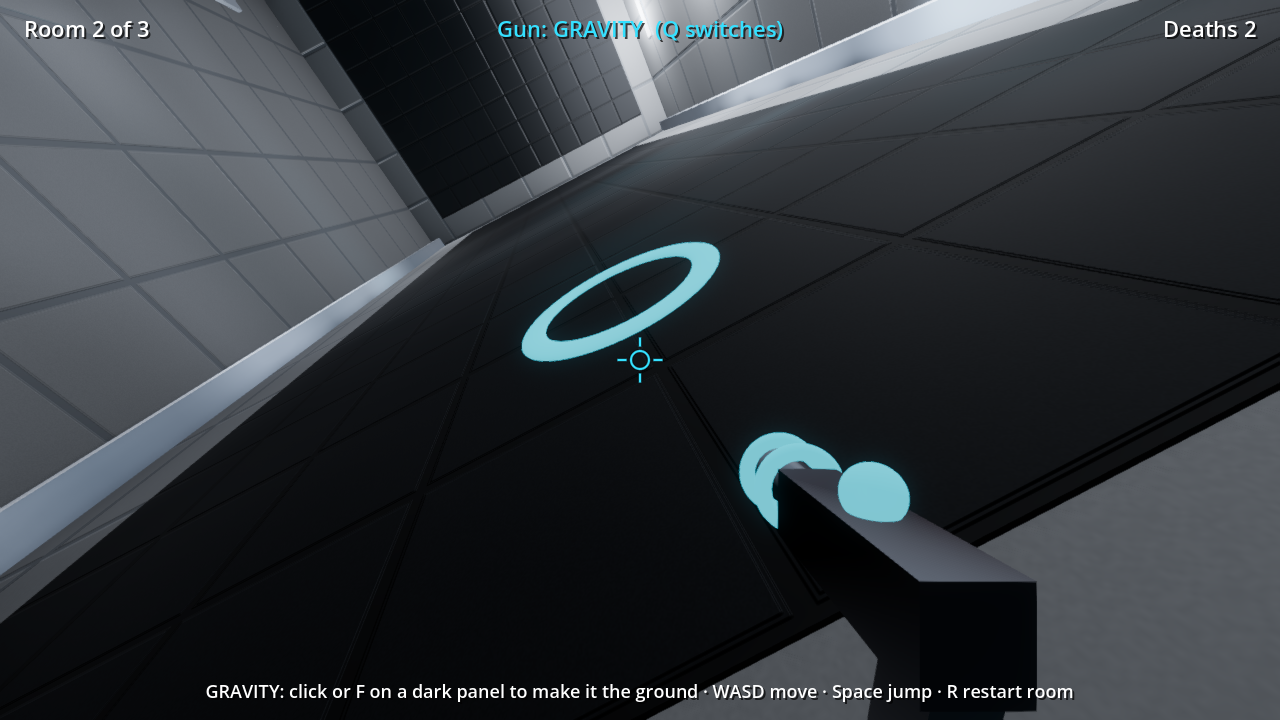 Room 2 of 3
Gun: GRAVITY (Q switches)
Deaths 2
GRAVITY: click or F on a dark panel to make it the ground · WASD move · Space jump · R restart room